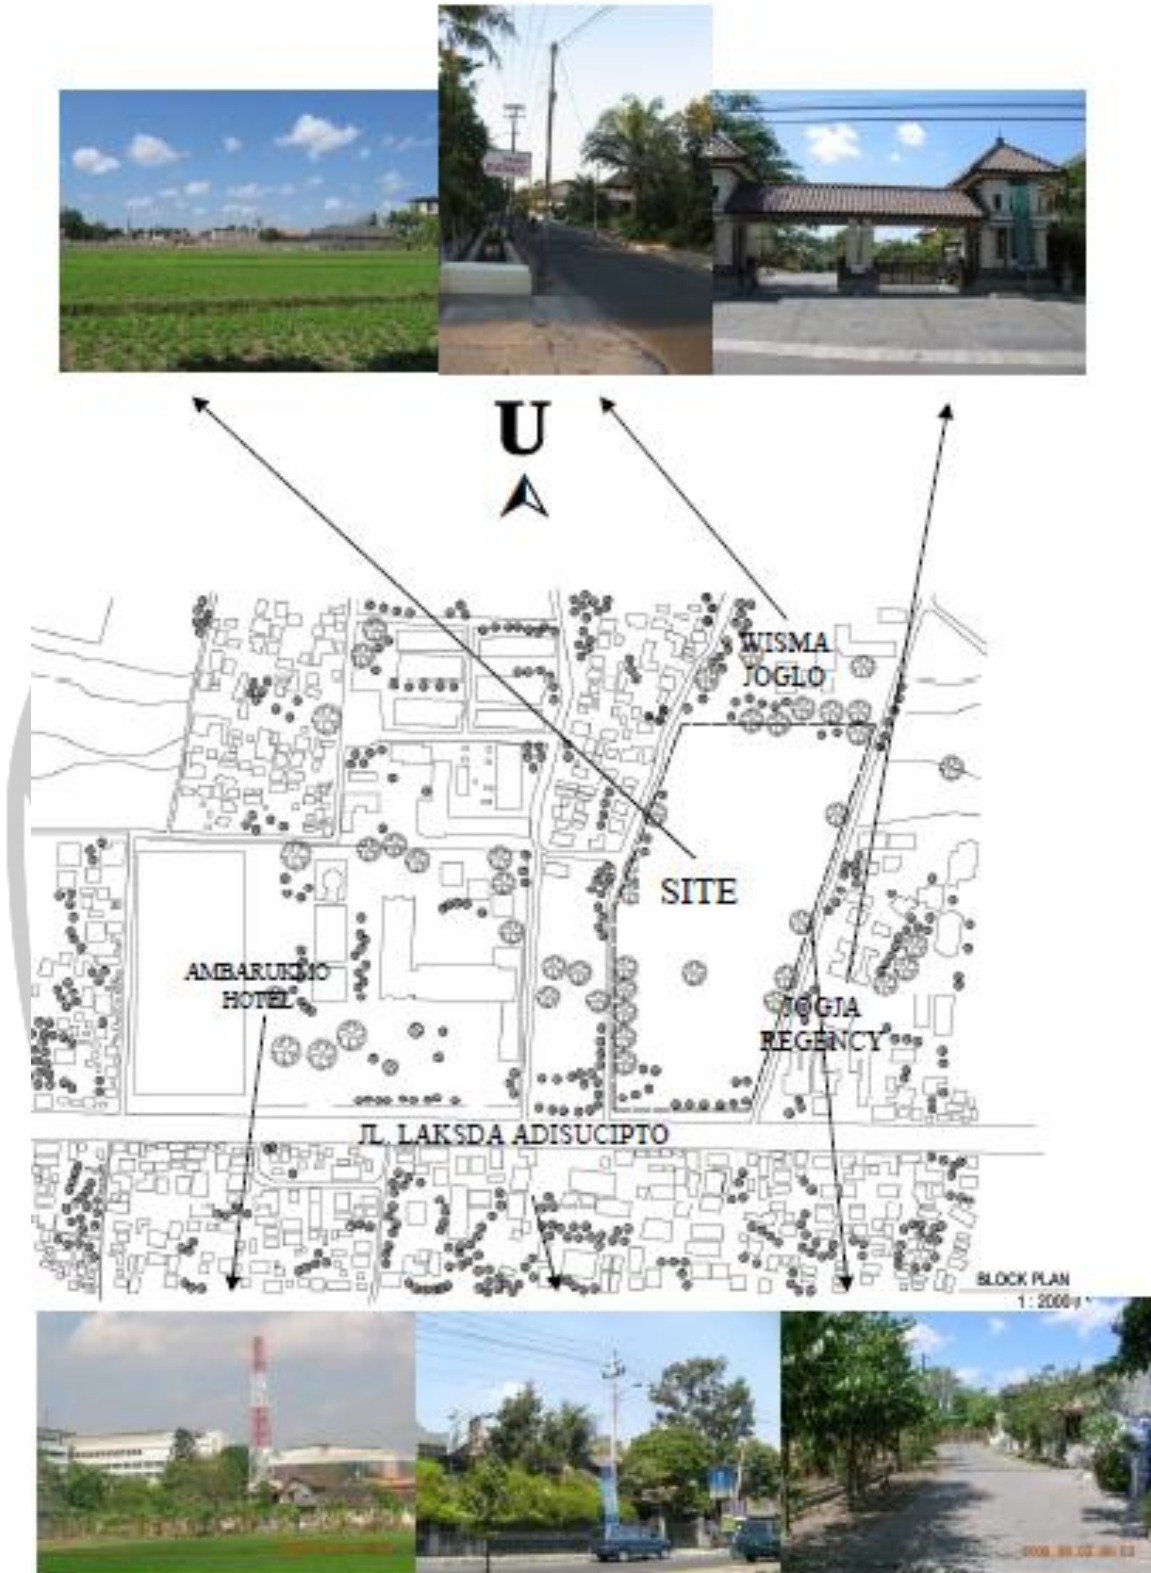 U
WISMA
JOGLO
SITE
AMBARUKMO
HOTEL
JOGJA
REGENCY
JL. LAKSDA ADISUCIPTO
BLOCK PLAN
1 : 2000